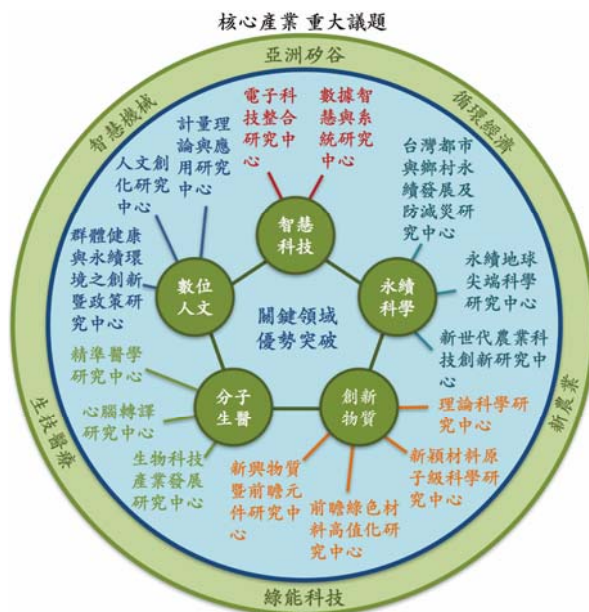 核心產業 重大議題
亞洲矽谷
智慧機械
循環經濟
電子科
技整合
研究中
心
數據智
慧與系
統研究
中心
計量理
論與應
用研究
中心
人文創
化研究
中心
群體健康
與永續環
境之創新
暨政策研
究中心
台灣都市
與鄉村永
續發展及
防減災研
究中心
永續地球
尖端科學
研究中心
新世代農業科
技創新研究中
心
智慧
科技
數位
人文
永續
科學
關鍵領域
優勢突破
分子
生醫
創新
物質
精準醫學
研究中心
心腦轉譯
研究中心
生物科技
產業發展
研究中心
理論科學研
究中心
新穎材料原
子級科學研
究中心
新興物質
暨前瞻元
件研究中
心
前瞻綠色材
料高值化研
究中心
生技醫療
新農業
綠能科技